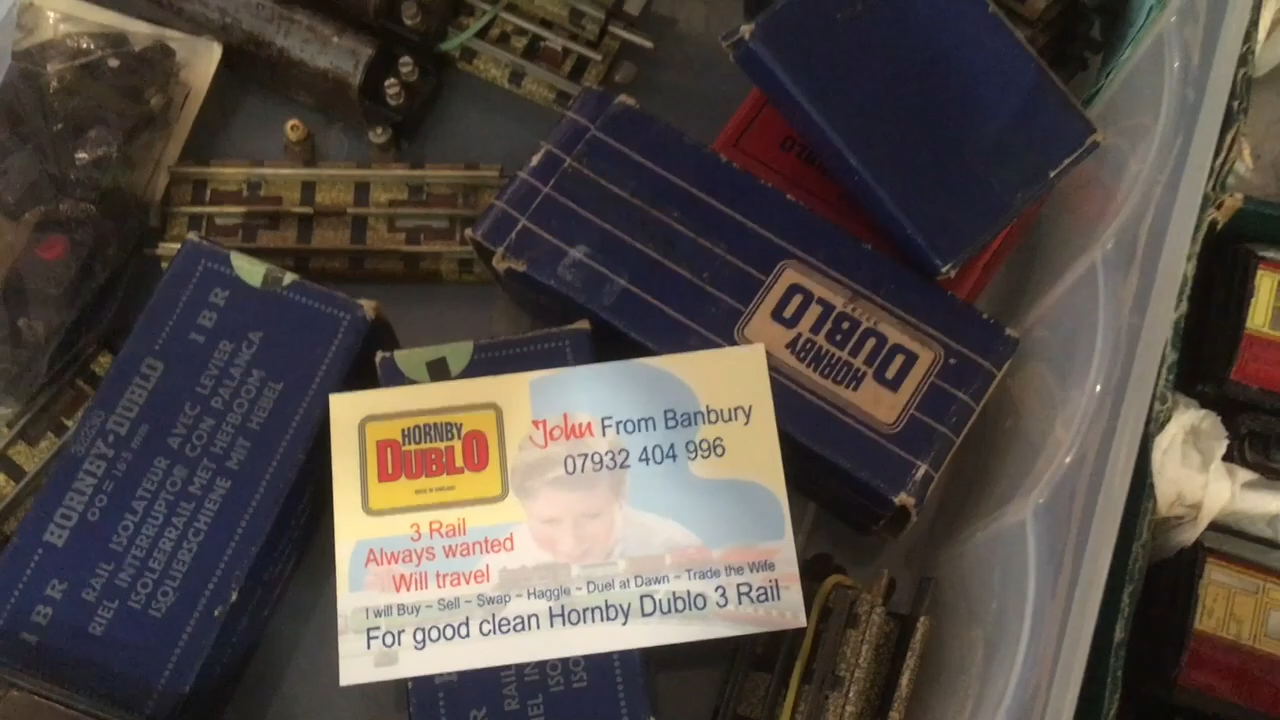 HORNBY
DUBLO
MADE IN ENGLAND
John From Banbury
07932 404 996
3 Rail
Always wanted
Will travel
I will Buy ~ Sell ~ Swap ~ Haggle ~ Duel at Dawn ~ Trade the Wife
For good clean Hornby Dublo 3 Rail
HORNBY
DUBLO
IBR HORNBY-DUBLO IBR
32250
OO = 16·5 mm
RAIL ISOLATEUR AVEC LEVIER
RIEL INTERRUPTOR CON PALANCA
ISOLEERRAIL MET HEFBOOM
ISOLIERSCHIENE MIT HEBEL